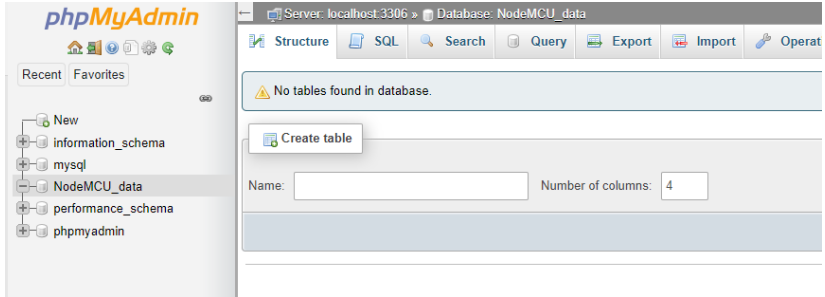 phpMyAdmin
Recent Favorites
New
information_schema
mysql
NodeMCU_data
performance_schema
phpmyadmin
Server: localhost:3306 » Database: NodeMCU_data
Structure SQL Search Query Export Import Operat
No tables found in database.
Create table
Name: Number of columns: 4